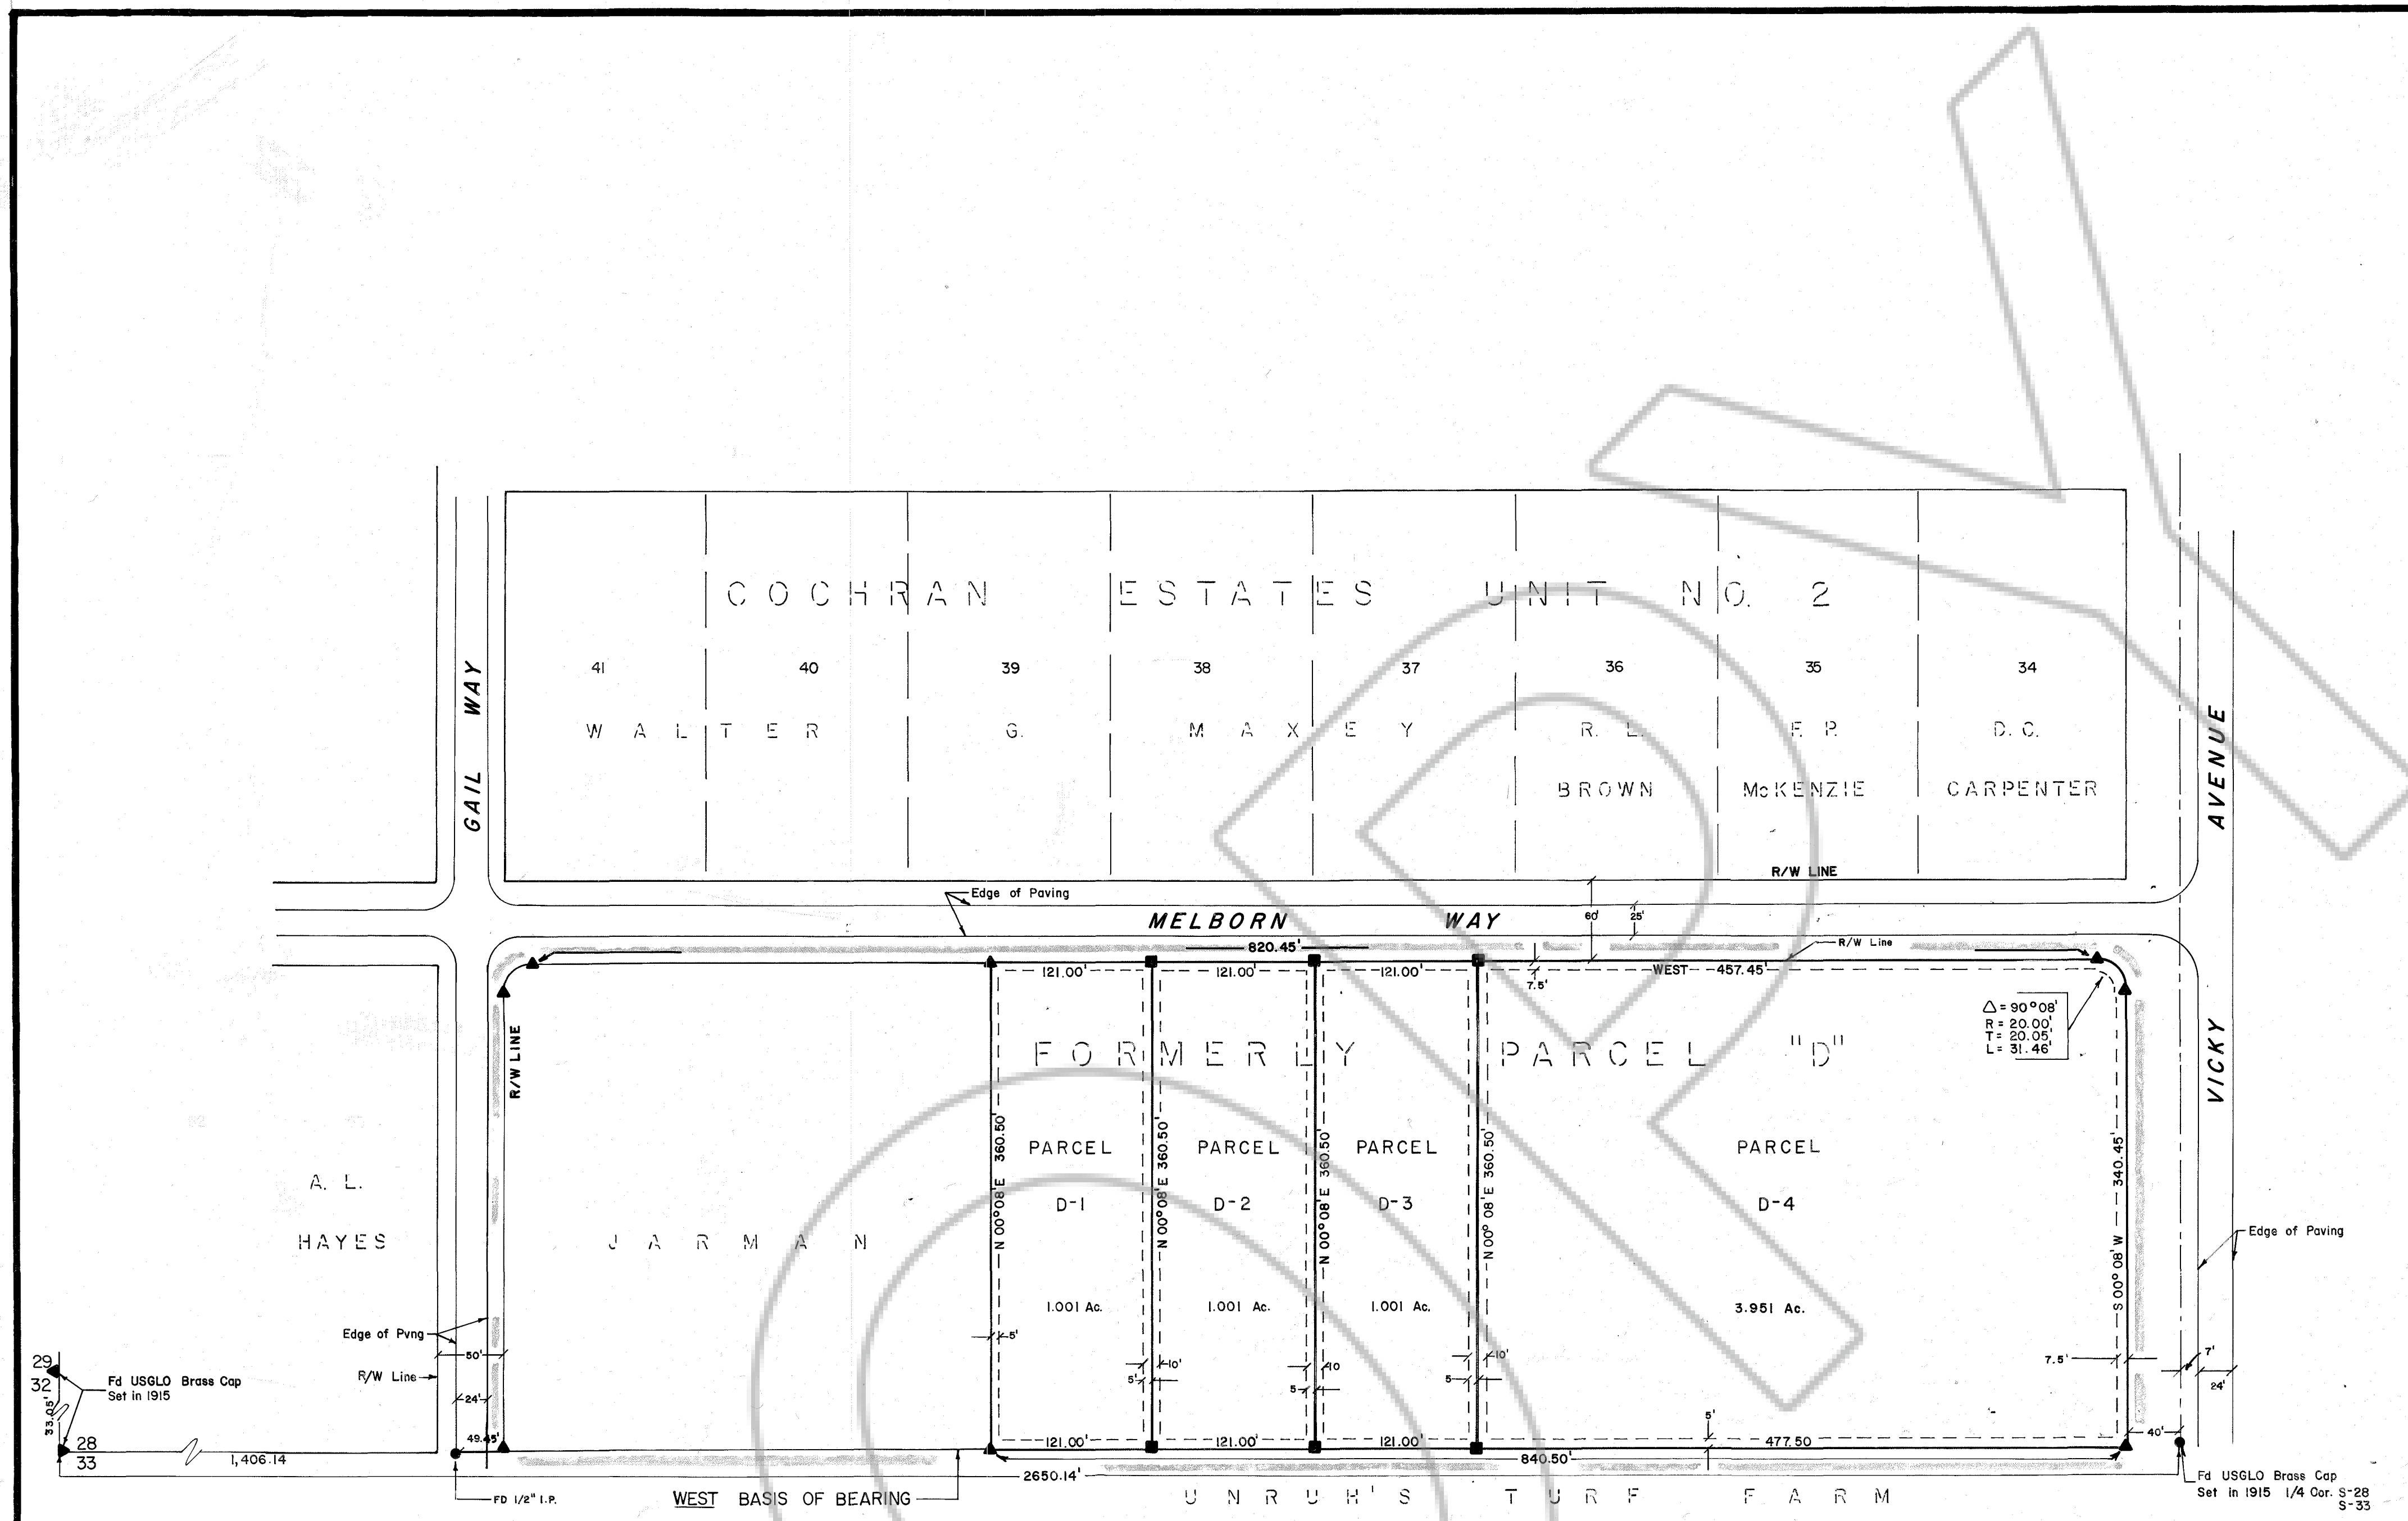 COCHRAN ESTATES UNIT NO. 2
41 40 39 38 37 36 35 34
WALTER G. MAXEY R. L. F. P. D. C.
BROWN McKENZIE CARPENTER
GAIL WAY
AVENUE
R/W LINE
Edge of Paving
MELBORN WAY
60' 25'
820.45'
R/W Line
121.00' 121.00' 121.00' WEST 457.45'
7.5'
△ = 90°08'
R = 20.00'
T = 20.05'
L = 31.46'
R/W LINE
FORMERLY PARCEL "D"
VICKY
N 00°08' E 360.50'
N 00°08' E 360.50'
N 00°08' E 360.50'
N 00°08' E 360.50'
S 00°08' W 340.45'
PARCEL PARCEL PARCEL PARCEL
D-1 D-2 D-3 D-4
A. L.
HAYES
JARMAN
Edge of Paving
1.001 Ac. 1.001 Ac. 1.001 Ac. 3.951 Ac.
Edge of Pvng
5'
50'
R/W Line
10' 10 10'
5' 5 5
7.5' 7'
24' 24'
29
32
Fd USGLO Brass Cap
Set in 1915
33.05'
28
33
1,406.14
49.45'
121.00' 121.00' 121.00' 5' 477.50
40'
840.50'
2650.14'
FD 1/2" I.P.
WEST BASIS OF BEARING
UNRUH'S TURF FARM
Fd USGLO Brass Cap
Set in 1915 1/4 Cor. S-28
S-33
COPY